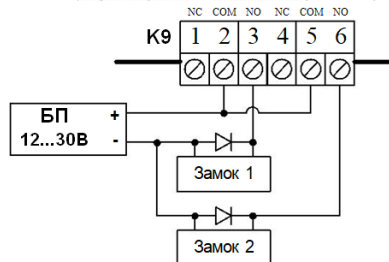 NC COM NO NC COM NO
К9 1 2 3 4 5 6
БП +
12...30В -
Замок 1
Замок 2